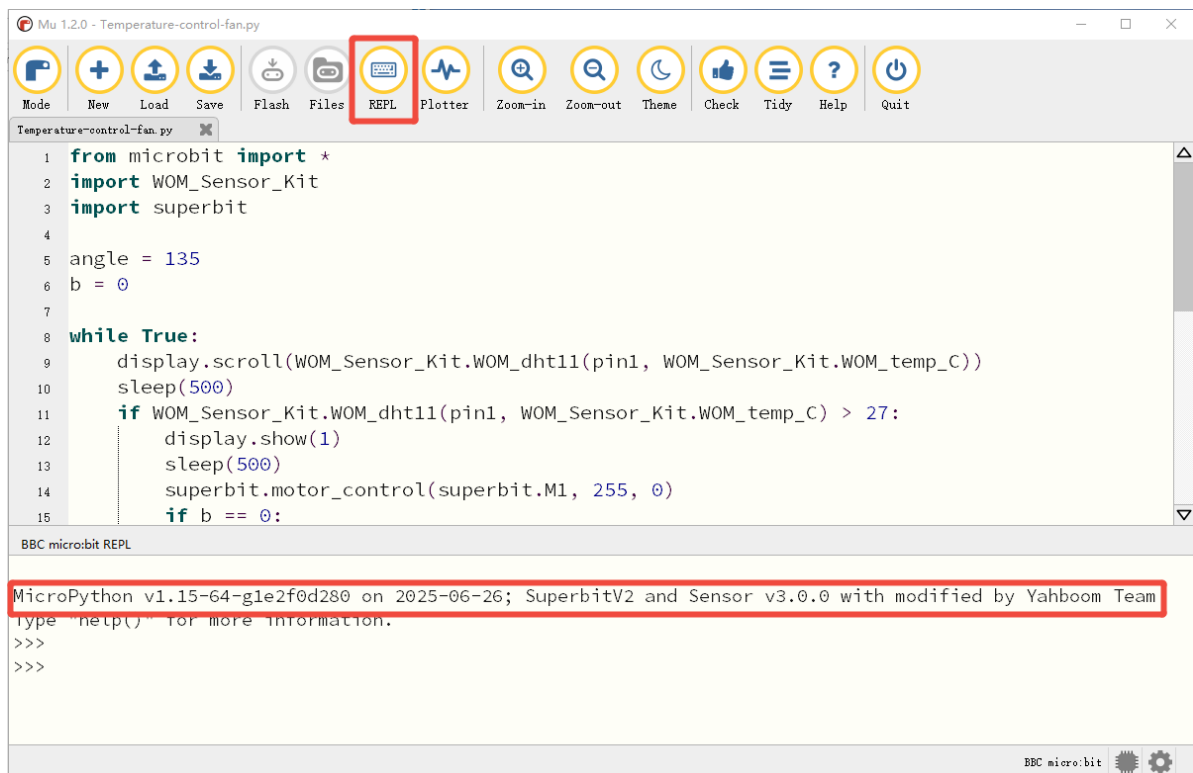 Mu 1.2.0 - Temperature-control-fan.py
Mode New Load Save Flash Files REPL Plotter Zoom-in Zoom-out Theme Check Tidy Help Quit
Temperature-control-fan.py
1 from microbit import *
2 import WOM_Sensor_Kit
3 import superbit
4
5 angle = 135
6 b = 0
7
8 while True:
9 display.scroll(WOM_Sensor_Kit.WOM_dht11(pin1, WOM_Sensor_Kit.WOM_temp_C))
10 sleep(500)
11 if WOM_Sensor_Kit.WOM_dht11(pin1, WOM_Sensor_Kit.WOM_temp_C) > 27:
12 display.show(1)
13 sleep(500)
14 superbit.motor_control(superbit.M1, 255, 0)
15 if b == 0:
BBC micro:bit REPL
MicroPython v1.15-64-g1e2f0d280 on 2025-06-26; SuperbitV2 and Sensor v3.0.0 with modified by Yahboom Team
Type "help()" for more information.
>>>
>>>
BBC micro:bit